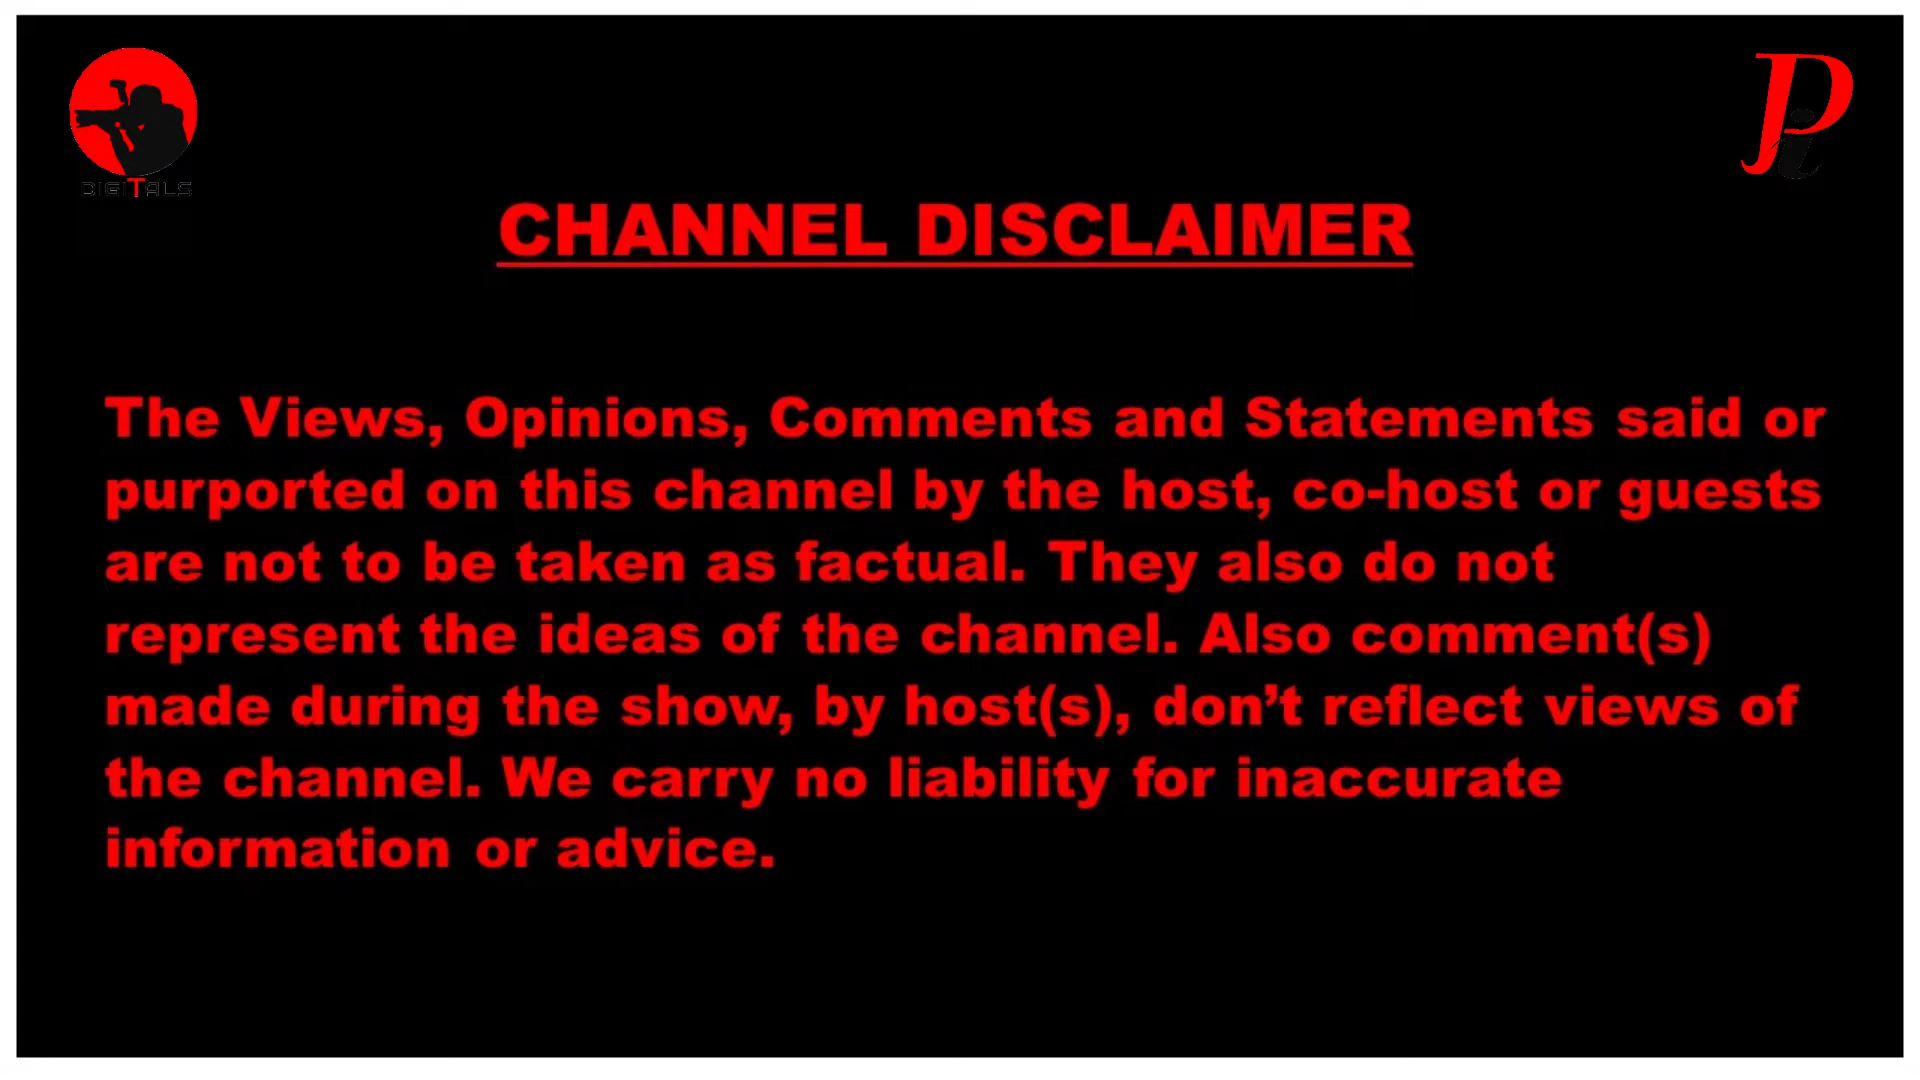 DIGITALS
Pi
CHANNEL DISCLAIMER
The Views, Opinions, Comments and Statements said or
purported on this channel by the host, co-host or guests
are not to be taken as factual. They also do not
represent the ideas of the channel. Also comment(s)
made during the show, by host(s), don’t reflect views of
the channel. We carry no liability for inaccurate
information or advice.